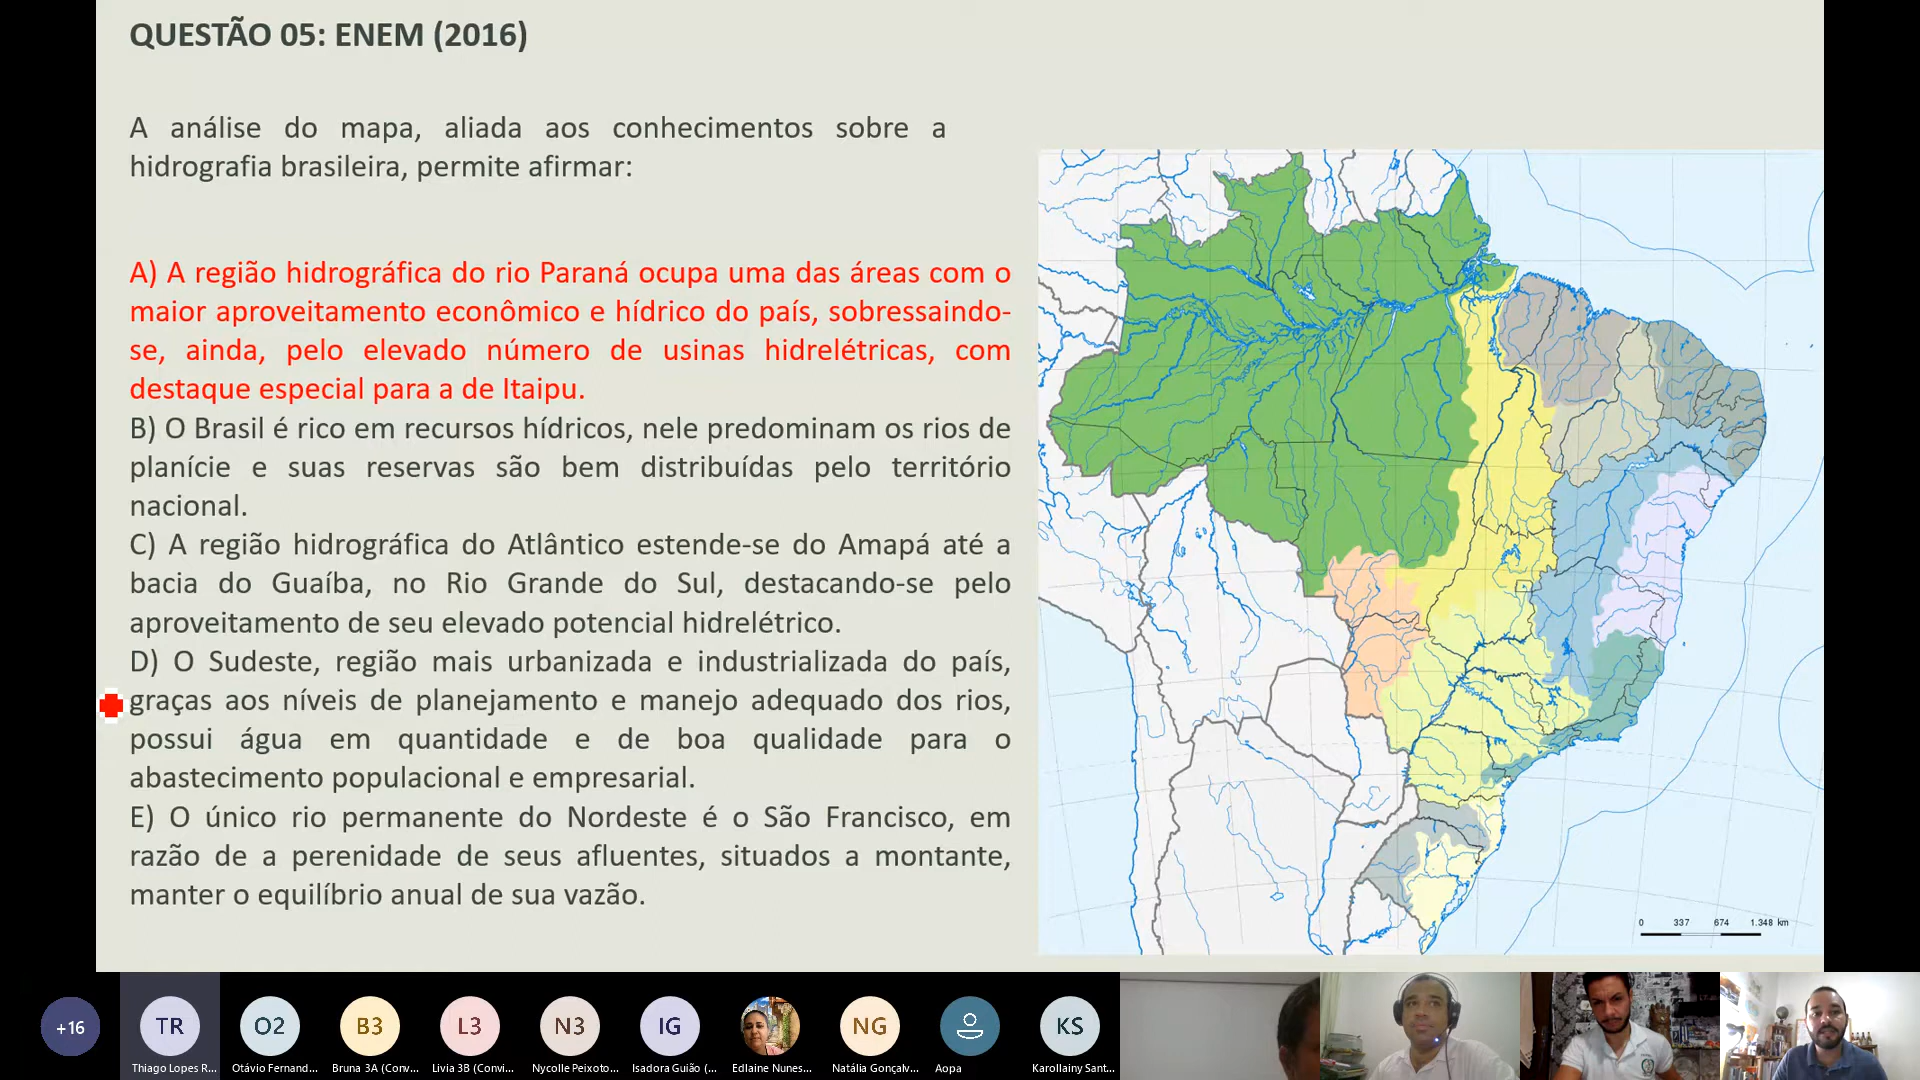 QUESTÃO 05: ENEM (2016)
A análise do mapa, aliada aos conhecimentos sobre a
hidrografia brasileira, permite afirmar:
A) A região hidrográfica do rio Paraná ocupa uma das áreas com o
maior aproveitamento econômico e hídrico do país, sobressaindo-
se, ainda, pelo elevado número de usinas hidrelétricas, com
destaque especial para a de Itaipu.
B) O Brasil é rico em recursos hídricos, nele predominam os rios de
planície e suas reservas são bem distribuídas pelo território
nacional.
C) A região hidrográfica do Atlântico estende-se do Amapá até a
bacia do Guaíba, no Rio Grande do Sul, destacando-se pelo
aproveitamento de seu elevado potencial hidrelétrico.
D) O Sudeste, região mais urbanizada e industrializada do país,
graças aos níveis de planejamento e manejo adequado dos rios,
possui água em quantidade e de boa qualidade para o
abastecimento populacional e empresarial.
E) O único rio permanente do Nordeste é o São Francisco, em
razão de a perenidade de seus afluentes, situados a montante,
manter o equilíbrio anual de sua vazão.
0 337 674 1.348 km
+16 TR O2 B3 L3 N3 IG NG KS
Thiago Lopes R... Otávio Fernand... Bruna 3A (Conv... Livia 3B (Convi... Nycolle Peixoto... Isadora Guião (... Edlaine Nunes... Natália Gonçalv... Aopa Karollainy Sant...